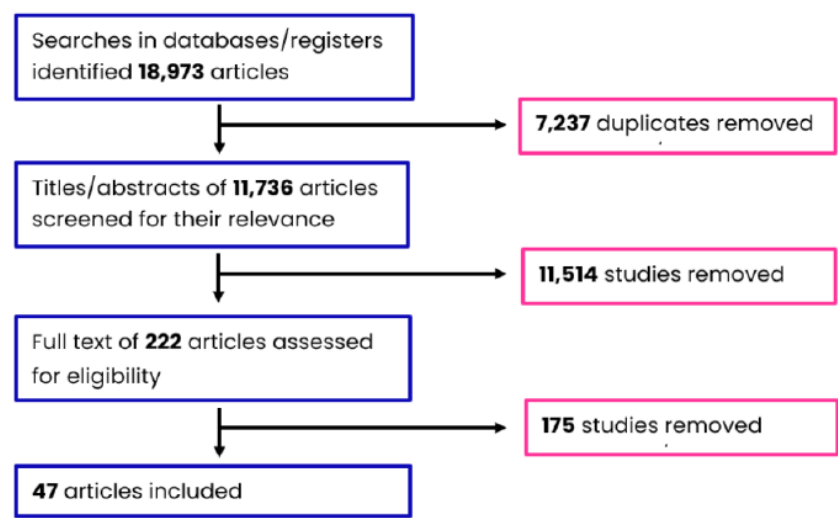 Searches in databases/registers
identified 18,973 articles
7,237 duplicates removed
Titles/abstracts of 11,736 articles
screened for their relevance
11,514 studies removed
Full text of 222 articles assessed
for eligibility
175 studies removed
47 articles included